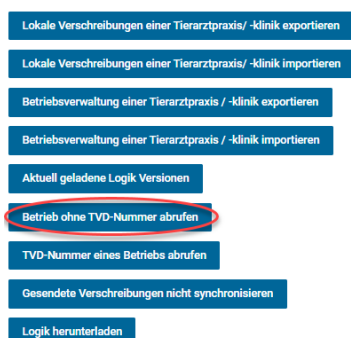 Lokale Verschreibungen einer Tierarztpraxis/ -klinik exportieren
Lokale Verschreibungen einer Tierarztpraxis/ -klinik importieren
Betriebsverwaltung einer Tierarztpraxis / -klinik exportieren
Betriebsverwaltung einer Tierarztpraxis / -klinik importieren
Aktuell geladene Logik Versionen
Betrieb ohne TVD-Nummer abrufen
TVD-Nummer eines Betriebs abrufen
Gesendete Verschreibungen nicht synchronisieren
Logik herunterladen